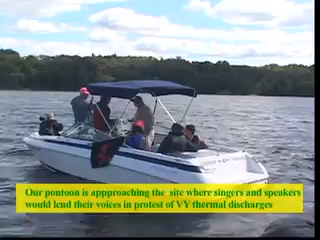 Our pontoon is appproaching the site where singers and speakers
would lend their voices in protest of VY thermal discharges